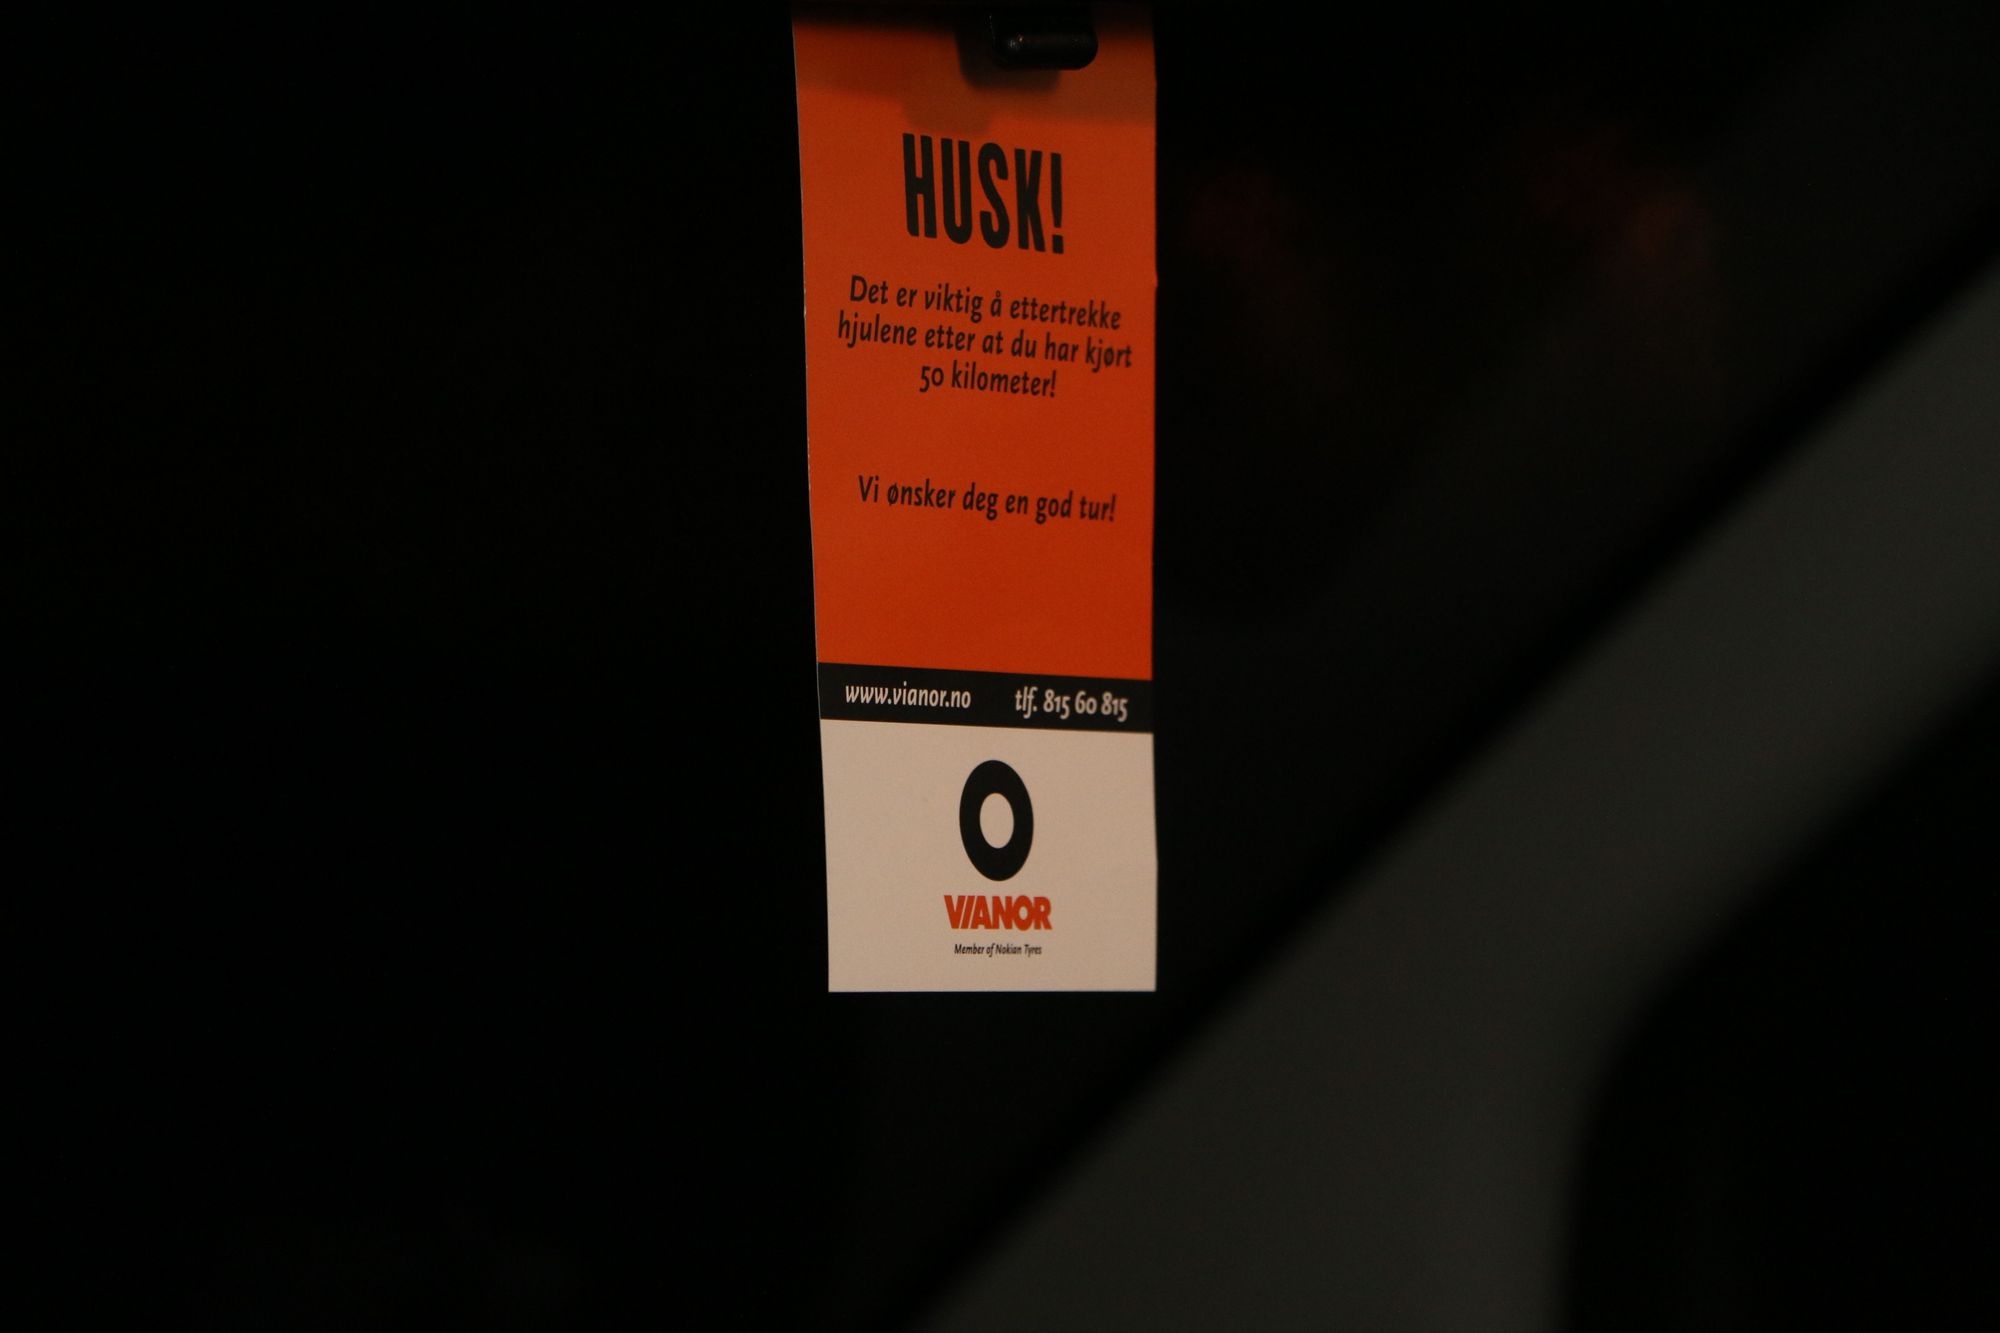 HUSK!
Det er viktig å ettertrekke
hjulene etter at du har kjørt
50 kilometer!
Vi ønsker deg en god tur!
www.vianor.no tlf. 815 60 815
VIANOR
Member of Nokian Tyres